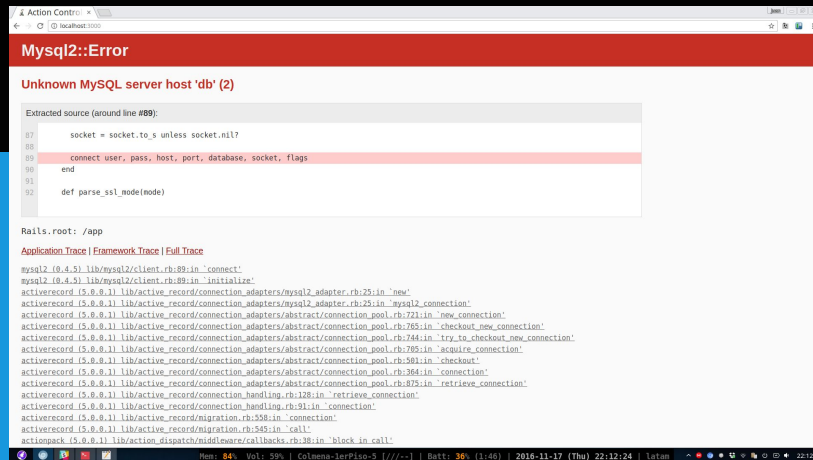 Action Contro
localhost:3000
Mysql2::Error
Unknown MySQL server host 'db' (2)
Extracted source (around line #89):
87 socket = socket.to_s unless socket.nil?
88
89 connect user, pass, host, port, database, socket, flags
90 end
91
92 def parse_ssl_mode(mode)
Rails.root: /app
Application Trace | Framework Trace | Full Trace
mysql2 (0.4.5) lib/mysql2/client.rb:89:in `connect'
mysql2 (0.4.5) lib/mysql2/client.rb:89:in `initialize'
activerecord (5.0.0.1) lib/active_record/connection_adapters/mysql2_adapter.rb:25:in `new'
activerecord (5.0.0.1) lib/active_record/connection_adapters/mysql2_adapter.rb:25:in `mysql2_connection'
activerecord (5.0.0.1) lib/active_record/connection_adapters/abstract/connection_pool.rb:721:in `new_connection'
activerecord (5.0.0.1) lib/active_record/connection_adapters/abstract/connection_pool.rb:765:in `checkout_new_connection'
activerecord (5.0.0.1) lib/active_record/connection_adapters/abstract/connection_pool.rb:744:in `try_to_checkout_new_connection'
activerecord (5.0.0.1) lib/active_record/connection_adapters/abstract/connection_pool.rb:705:in `acquire_connection'
activerecord (5.0.0.1) lib/active_record/connection_adapters/abstract/connection_pool.rb:501:in `checkout'
activerecord (5.0.0.1) lib/active_record/connection_adapters/abstract/connection_pool.rb:364:in `connection'
activerecord (5.0.0.1) lib/active_record/connection_adapters/abstract/connection_pool.rb:875:in `retrieve_connection'
activerecord (5.0.0.1) lib/active_record/connection_handling.rb:128:in `retrieve_connection'
activerecord (5.0.0.1) lib/active_record/connection_handling.rb:91:in `connection'
activerecord (5.0.0.1) lib/active_record/migration.rb:558:in `connection'
activerecord (5.0.0.1) lib/active_record/migration.rb:545:in `call'
actionpack (5.0.0.1) lib/action_dispatch/middleware/callbacks.rb:38:in `block in call'
Mem: 84% Vol: 59% | Colmena-1erPiso-5 [///--] | Batt: 36% (1:46) | 2016-11-17 (Thu) 22:12:24 | latam 22:12